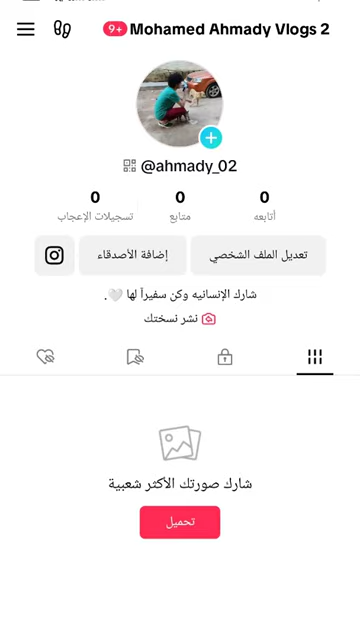 9+ Mohamed Ahmady Vlogs 2
@ahmady_02
0 0 0
أتابعه متابع تسجيلات الإعجاب
تعديل الملف الشخصي إضافة الأصدقاء
شارك الإنسانيه وكن سفيراً لها 🤍.
نشر نسختك
شارك صورتك الأكثر شعبية
تحميل